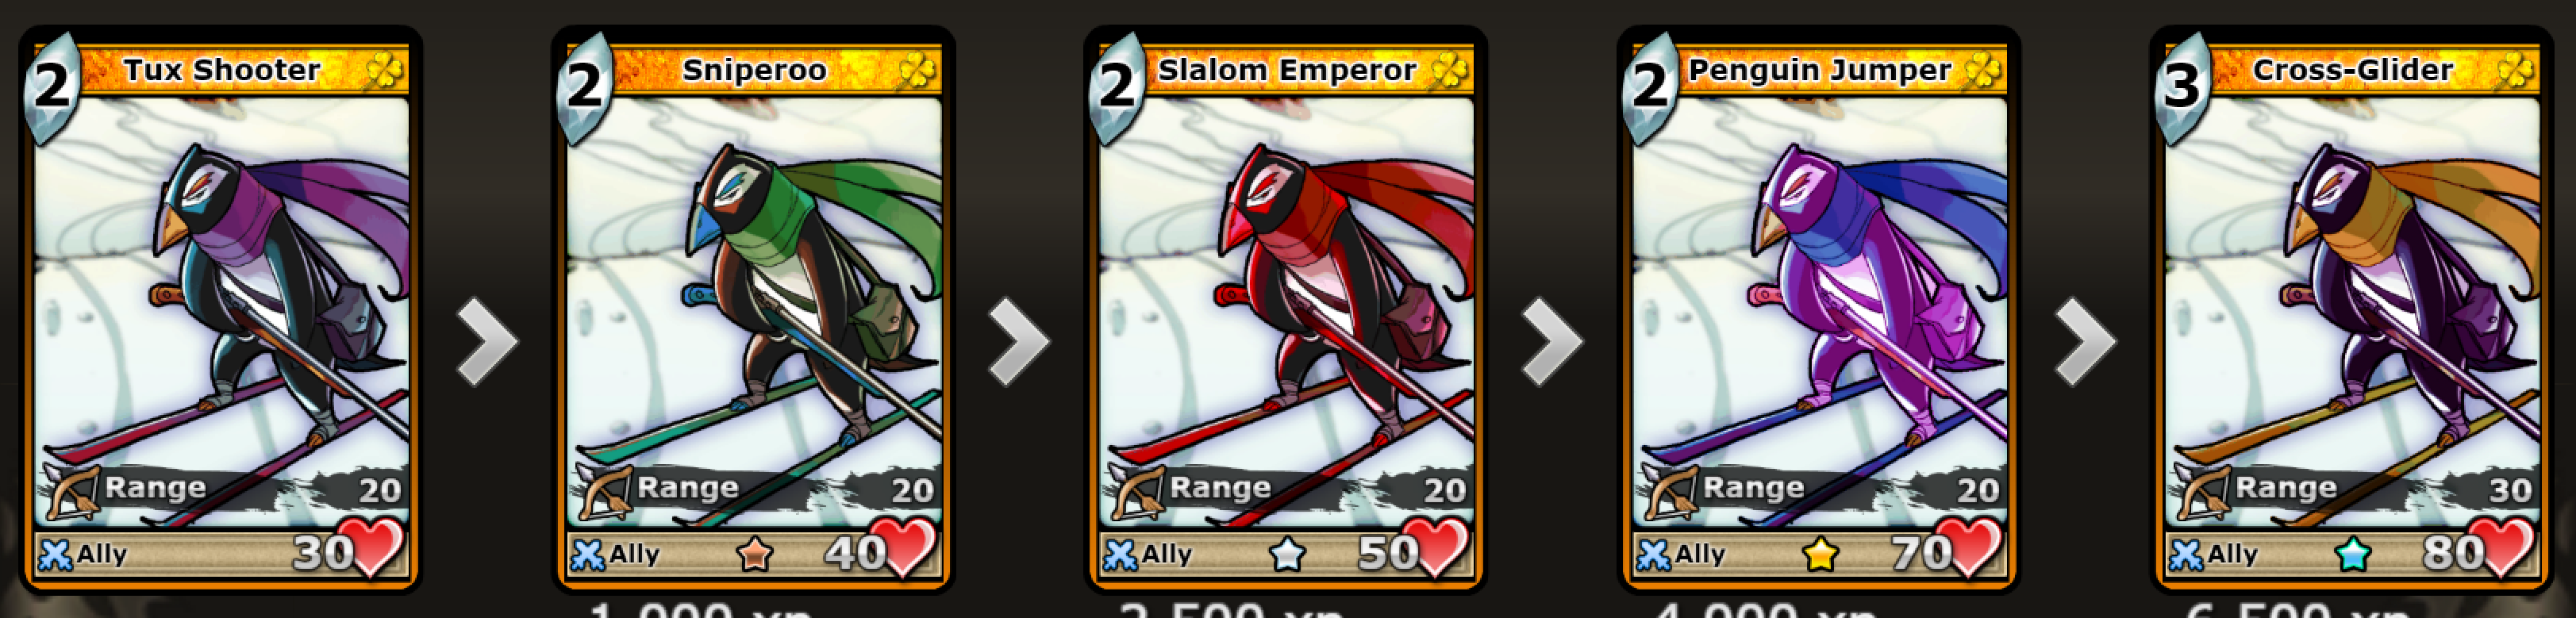 2 Tux Shooter
Range 20
Ally 30
2 Sniperoo
Range 20
Ally 40
2 Slalom Emperor
Range 20
Ally 50
2 Penguin Jumper
Range 20
Ally 70
3 Cross-Glider
Range 30
Ally 80